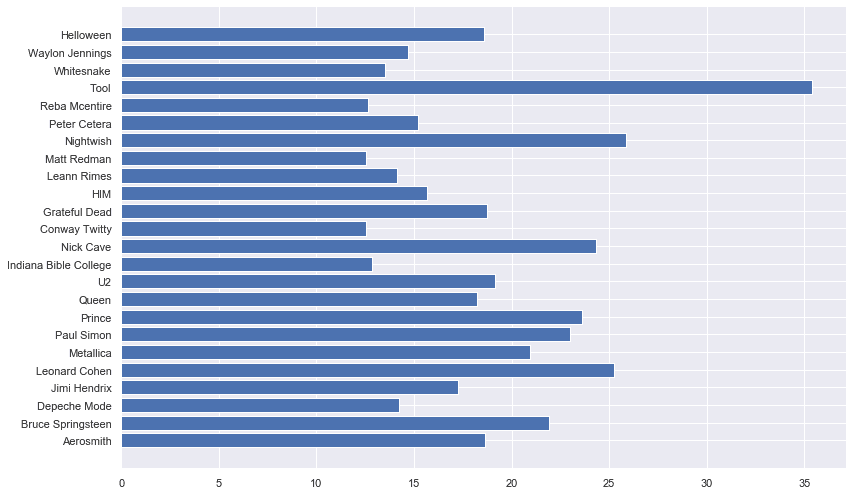 Helloween
Waylon Jennings
Whitesnake
Tool
Reba Mcentire
Peter Cetera
Nightwish
Matt Redman
Leann Rimes
HIM
Grateful Dead
Conway Twitty
Nick Cave
Indiana Bible College
U2
Queen
Prince
Paul Simon
Metallica
Leonard Cohen
Jimi Hendrix
Depeche Mode
Bruce Springsteen
Aerosmith
0 5 10 15 20 25 30 35